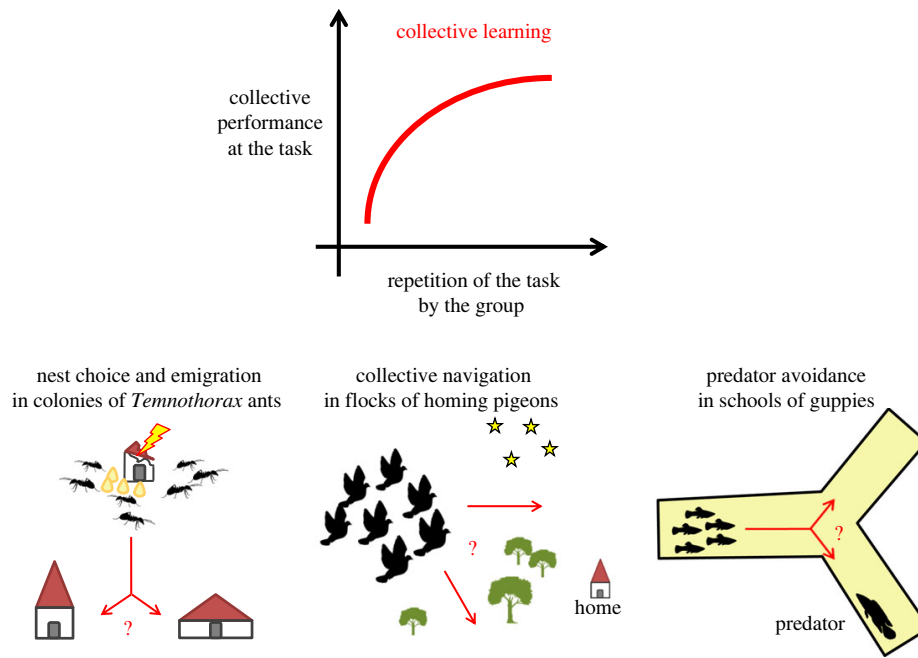 collective learning
collective
performance
at the task
repetition of the task
by the group
nest choice and emigration
in colonies of Temnothorax ants
?
collective navigation
in flocks of homing pigeons
?
home
predator avoidance
in schools of guppies
?
predator